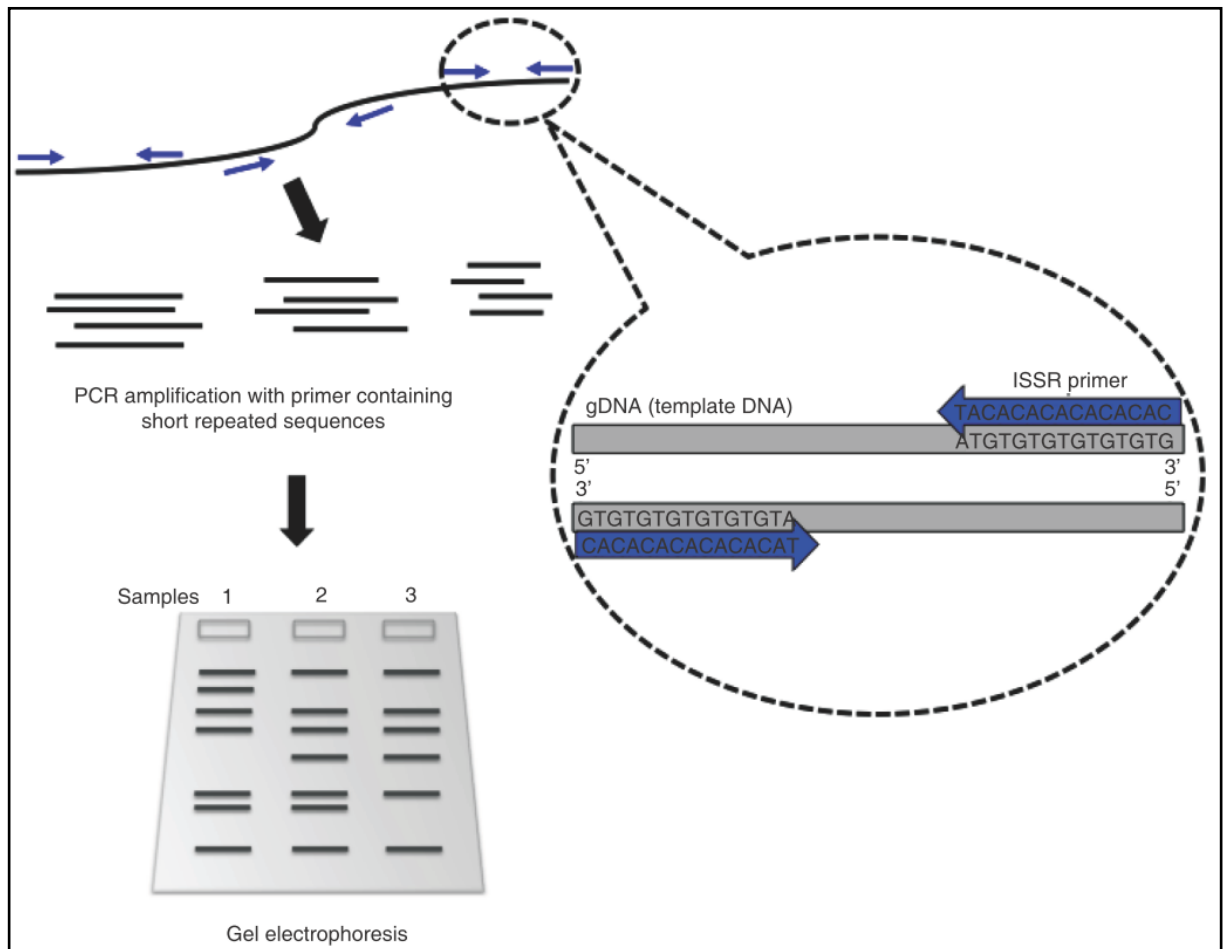 PCR amplification with primer containing
short repeated sequences
gDNA (template DNA)
ISSR primer
TACACACACACACAC
ATGTGTGTGTGTGTG
5’ 3’
3’ 5’
GTGTGTGTGTGTGTA
CACACACACACACAT
Samples 1 2 3
Gel electrophoresis